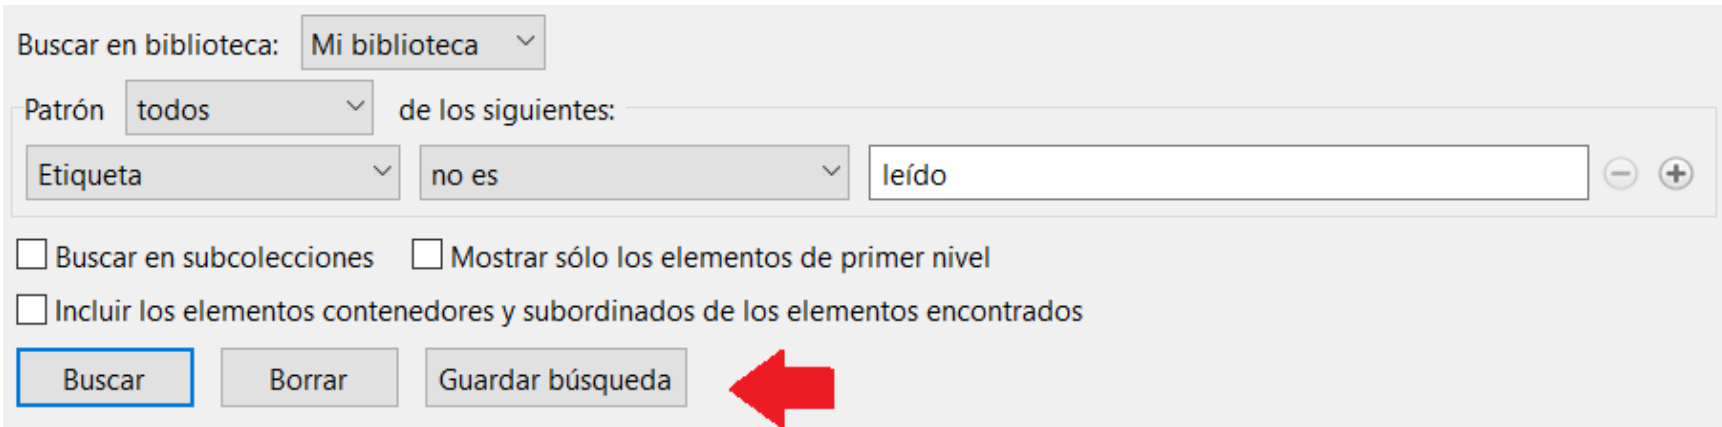 Buscar en biblioteca: Mi biblioteca
Patrón todos de los siguientes:
Etiqueta no es leído
Buscar en subcolecciones Mostrar sólo los elementos de primer nivel
Incluir los elementos contenedores y subordinados de los elementos encontrados
Buscar Borrar Guardar búsqueda